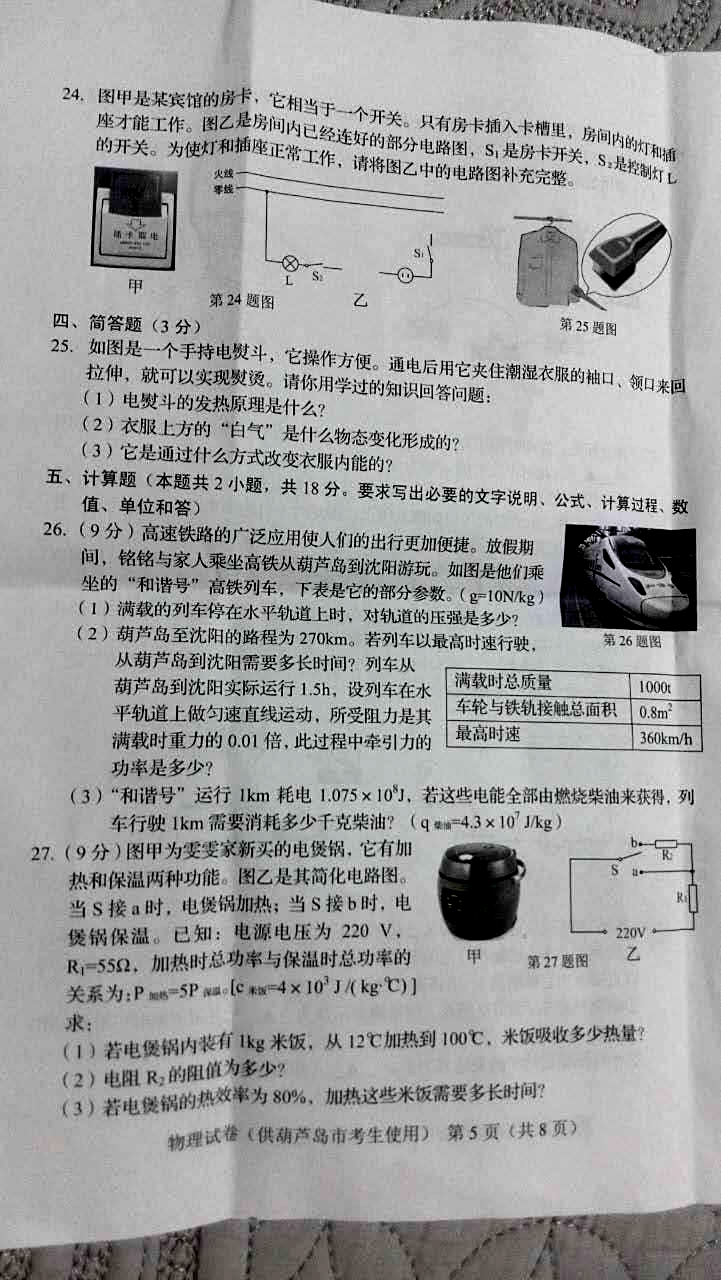 24. 图甲是某宾馆的房卡，它相当于一个开关。只有房卡插入卡槽里，房间内的灯和插
座才能工作。图乙是房间内已经连好的部分电路图，S₁是房卡开关，S₂是控制灯L
的开关。为使灯和插座正常工作，请将图乙中的电路图补充完整。
火线
零线
插卡取电
S₁
L
S₂
甲
第24题图
乙
第25题图
四、简答题（3分）
25. 如图是一个手持电熨斗，它操作方便。通电后用它夹住潮湿衣服的袖口、领口来回
拉伸，就可以实现熨烫。请你用学过的知识回答问题：
（1）电熨斗的发热原理是什么？
（2）衣服上方的“白气”是什么物态变化形成的？
（3）它是通过什么方式改变衣服内能的？
五、计算题（本题共2小题，共18分。要求写出必要的文字说明、公式、计算过程、数
值、单位和答）
26.（9分）高速铁路的广泛应用使人们的出行更加便捷。放假期
间，铭铭与家人乘坐高铁从葫芦岛到沈阳游玩。如图是他们乘
坐的“和谐号”高铁列车，下表是它的部分参数。（g=10N/kg）
（1）满载的列车停在水平轨道上时，对轨道的压强是多少？
第26题图
（2）葫芦岛至沈阳的路程为270km。若列车以最高时速行驶，
从葫芦岛到沈阳需要多长时间？列车从
葫芦岛到沈阳实际运行1.5h，设列车在水
平轨道上做匀速直线运动，所受阻力是其
满载时重力的0.01倍，此过程中牵引力的
功率是多少？
满载时总质量 1000t
车轮与铁轨接触总面积 0.8m²
最高时速 360km/h
（3）“和谐号”运行1km耗电1.075×10⁸J，若这些电能全部由燃烧柴油来获得，列
车行驶1km需要消耗多少千克柴油？（q柴油=4.3×10⁷J/kg）
27.（9分）图甲为雯雯家新买的电煲锅，它有加
热和保温两种功能。图乙是其简化电路图。
当S接a时，电煲锅加热；当S接b时，电
煲锅保温。已知：电源电压为220 V，
R₁=55Ω，加热时总功率与保温时总功率的
关系为：P加热=5P保温。[c米饭=4×10³J/(kg·℃)]
b
R₂
S
a
R₁
220V
甲
第27题图
乙
求：
（1）若电煲锅内装有1kg米饭，从12℃加热到100℃，米饭吸收多少热量？
（2）电阻R₂的阻值为多少？
（3）若电煲锅的热效率为80%，加热这些米饭需要多长时间？
物理试卷（供葫芦岛市考生使用） 第5页（共8页）